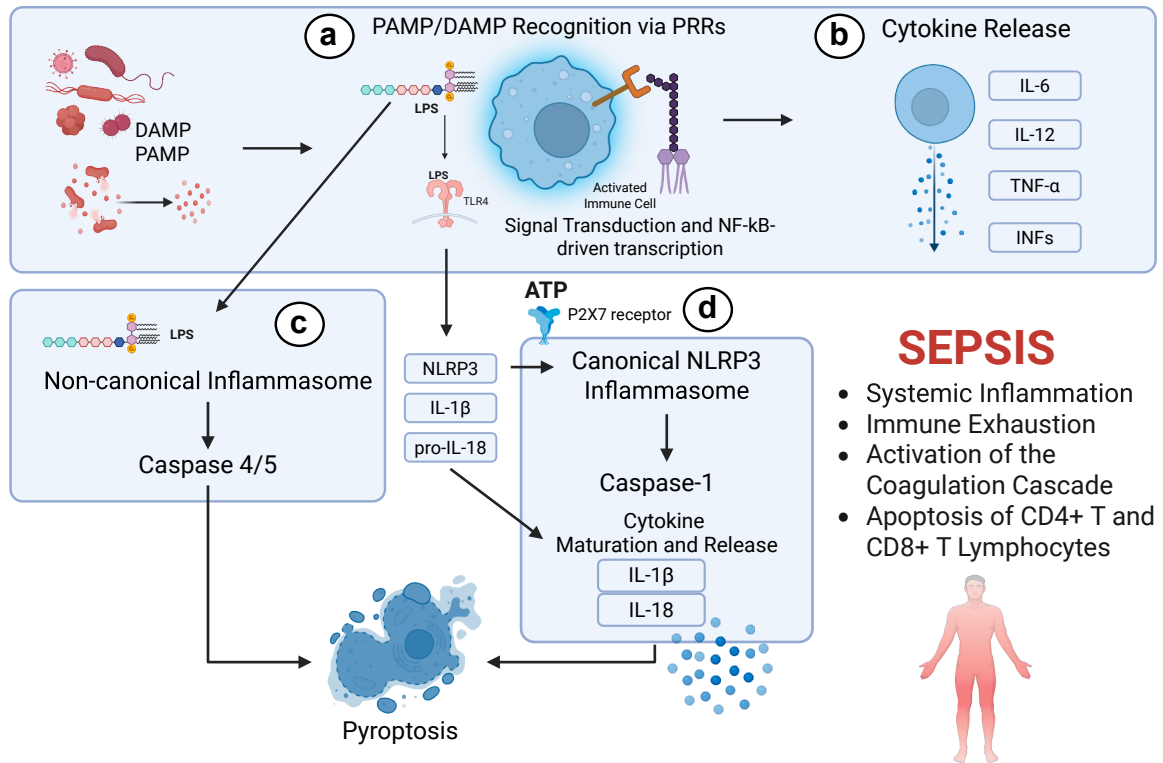 a
PAMP/DAMP Recognition via PRRs
b
Cytokine Release
DAMP
PAMP
LPS
LPS
TLR4
Activated
Immune Cell
Signal Transduction and NF-kB-
driven transcription
IL-6
IL-12
TNF-α
INFs
c
LPS
Non-canonical Inflammasome
Caspase 4/5
NLRP3
IL-1β
pro-IL-18
ATP
P2X7 receptor
d
Canonical NLRP3
Inflammasome
Caspase-1
Cytokine
Maturation and Release
IL-1β
IL-18
Pyroptosis
SEPSIS
• Systemic Inflammation
• Immune Exhaustion
• Activation of the
Coagulation Cascade
• Apoptosis of CD4+ T and
CD8+ T Lymphocytes